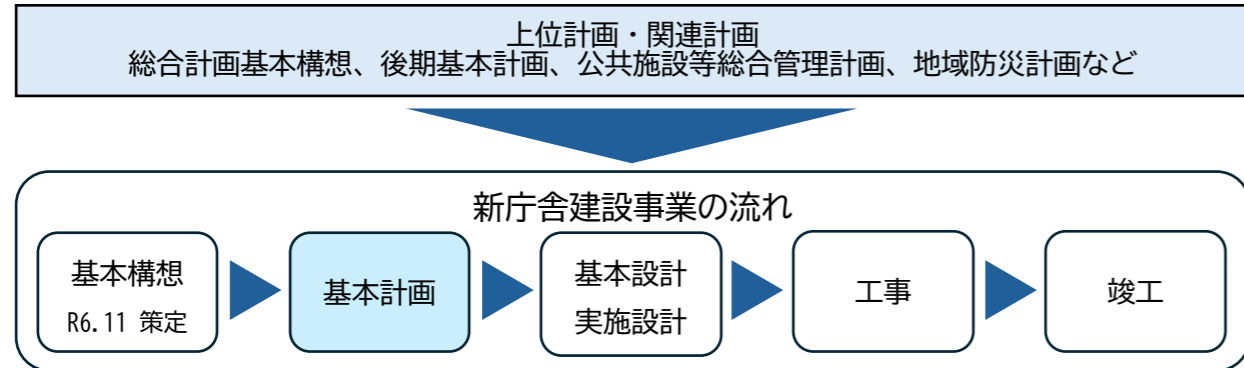 上位計画・関連計画
総合計画基本構想、後期基本計画、公共施設等総合管理計画、地域防災計画など
新庁舎建設事業の流れ
基本構想
R6.11 策定
基本計画
基本設計
実施設計
工事
竣工